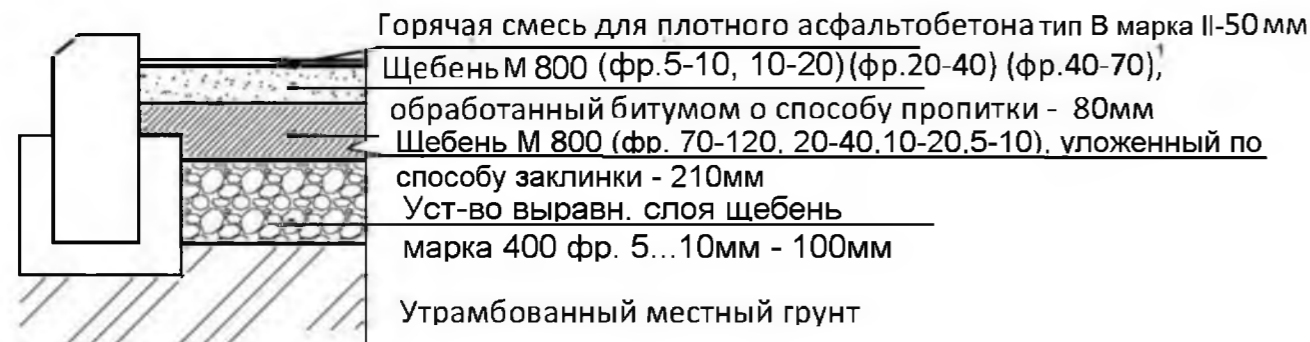 Горячая смесь для плотного асфальтобетона тип В марка II-50 мм
Щебень М 800 (фр.5-10, 10-20) (фр.20-40) (фр.40-70),
обработанный битумом о способу пропитки - 80мм
Щебень М 800 (фр. 70-120, 20-40,10-20,5-10), уложенный по
способу заклинки - 210мм
Уст-во выравн. слоя щебень
марка 400 фр. 5...10мм - 100мм
Утрамбованный местный грунт